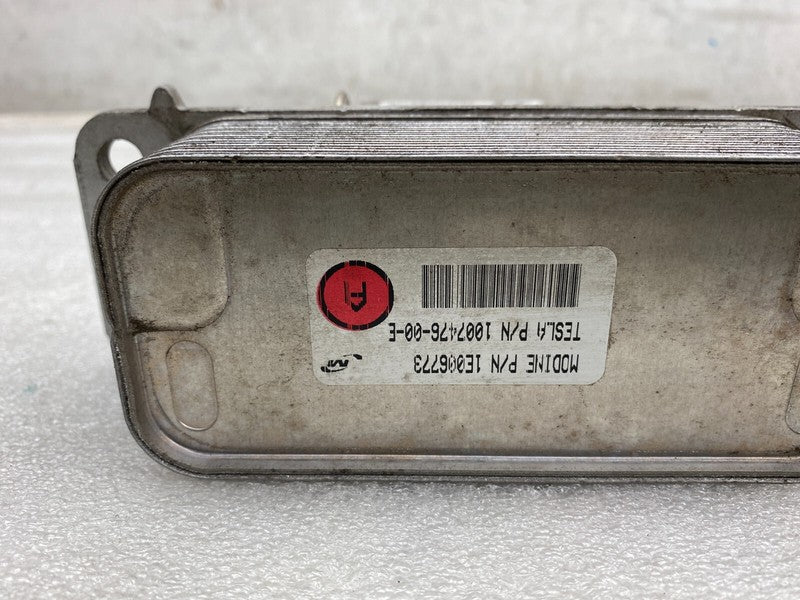 MODINE P/N 1E006773
TESLA P/N 1007476-00-E